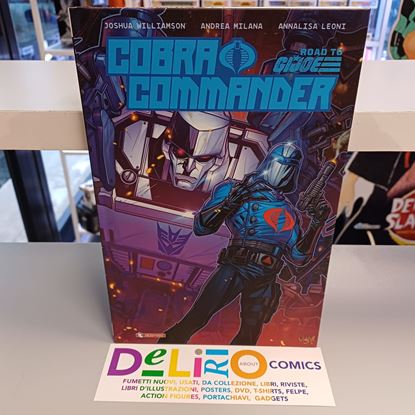 JOSHUA WILLIAMSON ANDREA MILANA ANNALISA LEONI
COBRA
ROAD TO
G.I. JOE
COMMANDER
DELIRIO ABOUT COMICS
FUMETTI NUOVI, USATI, DA COLLEZIONE, LIBRI, RIVISTE,
LIBRI D'ILLUSTRAZIONI, POSTERS, DVD, T-SHIRTS, FELPE,
ACTION FIGURES, PORTACHIAVI, GADGETS